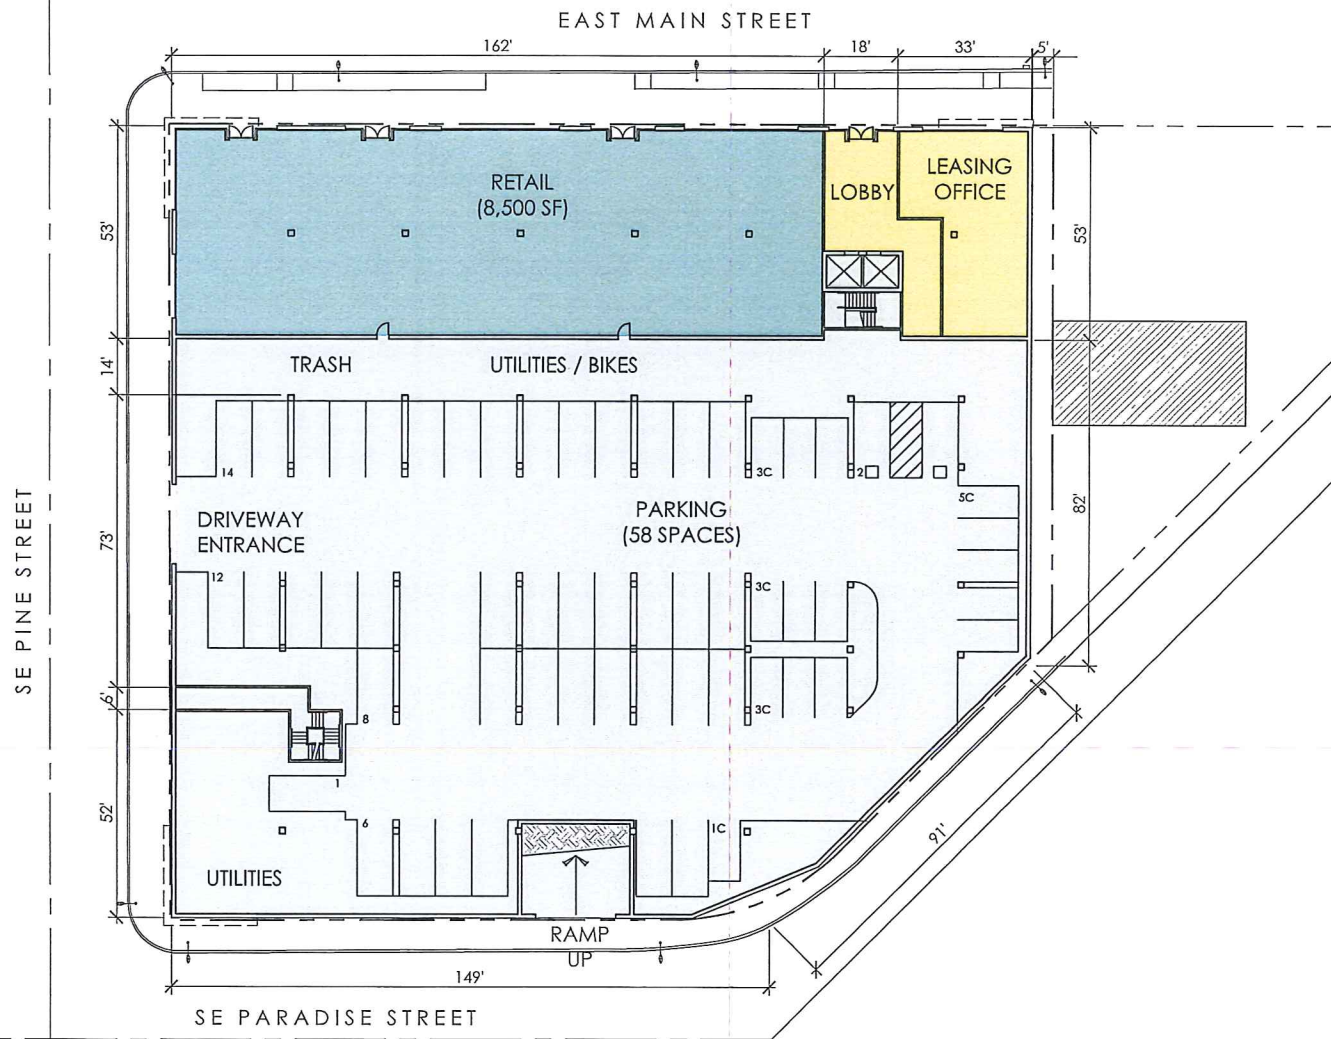 EAST MAIN STREET
162'
18'
33'
5'
RETAIL
(8,500 SF)
LOBBY
LEASING
OFFICE
53'
53'
14'
TRASH
UTILITIES / BIKES
14
3C
2
5C
SE PINE STREET
73'
DRIVEWAY
ENTRANCE
PARKING
(58 SPACES)
82'
12
3C
6'
8
3C
1
52'
6
1C
91'
UTILITIES
RAMP
UP
149'
SE PARADISE STREET